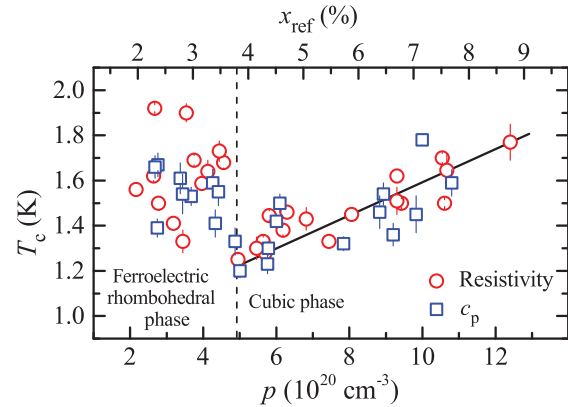 x_ref (%)
2 3 4 5 6 7 8 9
T_c (K)
2.0
1.8
1.6
1.4
1.2
1.0
Ferroelectric
rhombohedral
phase
Cubic phase
Resistivity
c_p
2 4 6 8 10 12
p (10^20 cm^-3)